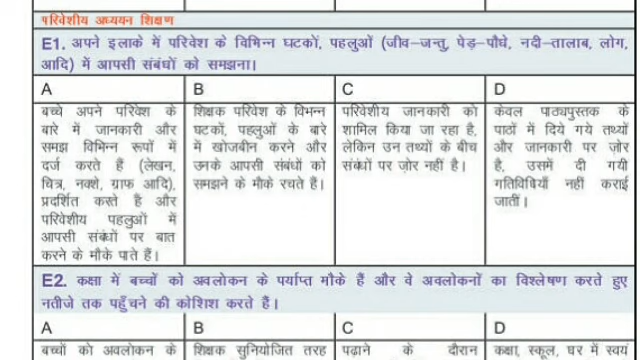 परिवेशीय अध्ययन शिक्षण
E1. अपने इलाके में परिवेश के विभिन्न घटकों, पहलुओं (जीव-जन्तु, पेड़-पौधे, नदी-तालाब, लोग,
आदि) में आपसी संबंधों को समझना।
A
बच्चे अपने परिवेश के
बारे में जानकारी और
समझ विभिन्न रूपों में
दर्ज करते हैं (लेखन,
चित्र, नक्शे, ग्राफ आदि),
प्रदर्शित करते है और
परिवेशीय पहलुओं में
आपसी संबंधों पर बात
करने के मौके पाते हैं।
B
शिक्षक परिवेश के विभन्न
घटकों, पहलुओं के बारे
में खोजबीन करने और
उनके आपसी संबंधों को
समझने के मौके रचते हैं।
C
परिवेशीय जानकारी को
शामिल किया जा रहा है,
लेकिन उन तथ्यों के बीच
संबंधों पर ज़ोर नहीं है।
D
केवल पाठ्यपुस्तक के
पाठों में दिये गये तथ्यों
और जानकारी पर ज़ोर
है, उसमें दी गयी
गतिविधियाँ नहीं कराई
जातीं।
E2. कक्षा में बच्चों को अवलोकन के पर्याप्त मौके हैं और वे अवलोकनों का विश्लेषण करते हुए
नतीजे तक पहुँचने की कोशिश करते हैं।
A
बच्चों को अवलोकन के
B
शिक्षक सुनियोजित तरह
C
पढ़ाने के दौरान
D
कक्षा, स्कूल, घर में स्वयं